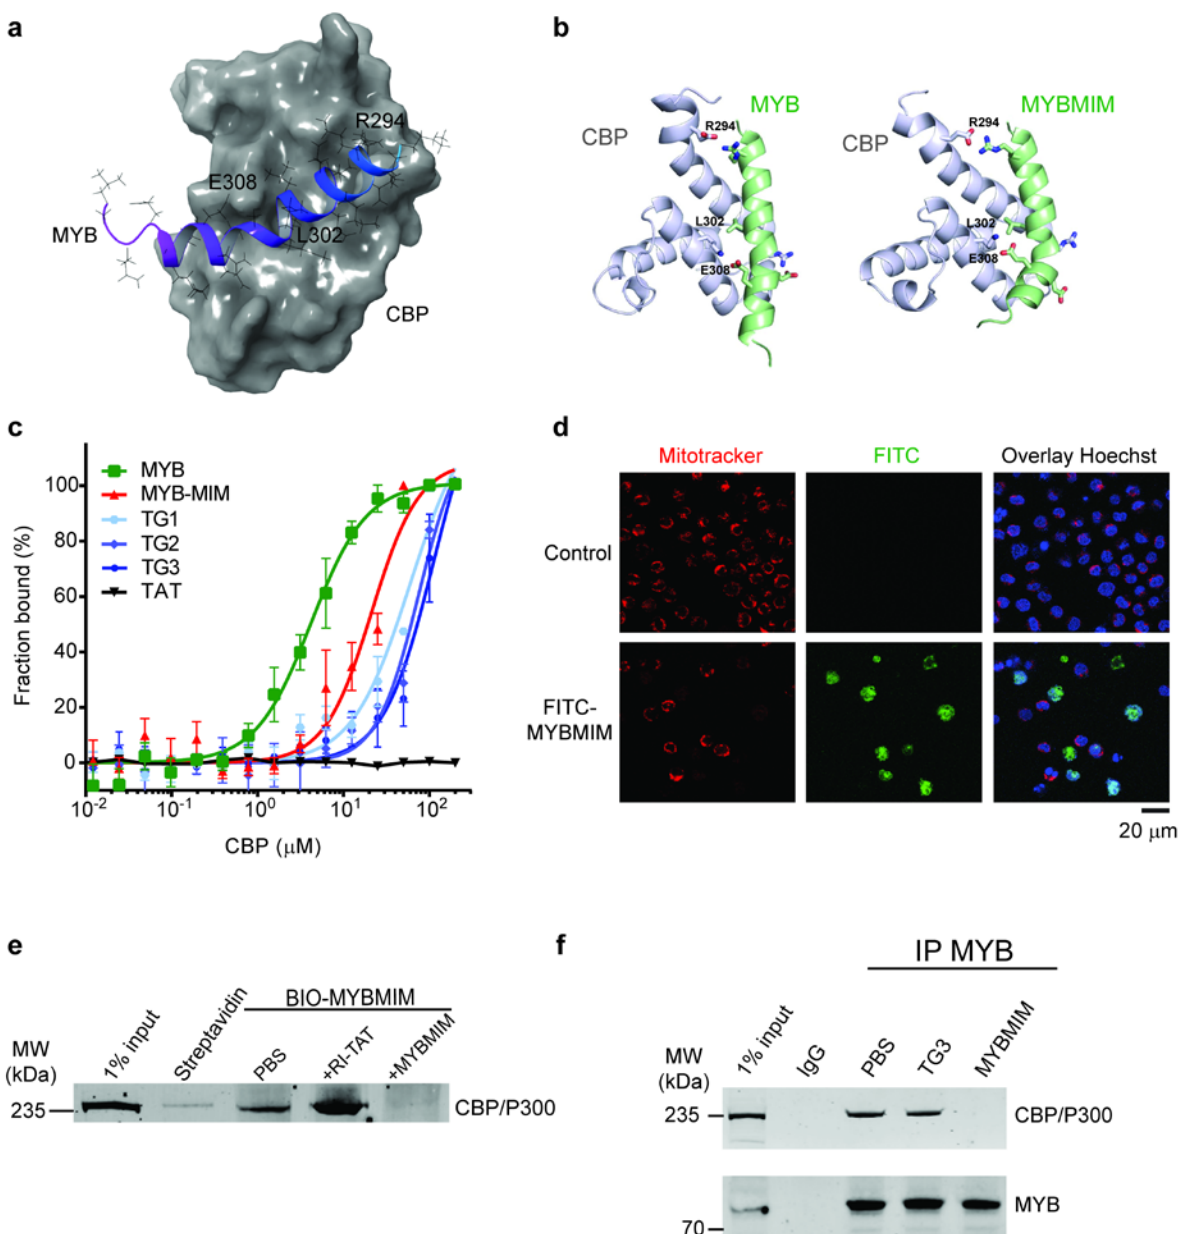 a
R294
E308
MYB
L302
CBP
b
MYB
MYBMIM
R294
R294
CBP
CBP
L302
L302
E308
E308
c
MYB
MYB-MIM
TG1
TG2
TG3
TAT
100
80
60
40
20
0
Fraction bound (%)
10-2 10-1 100 101 102
CBP (μM)
d
Mitotracker FITC Overlay Hoechst
Control
FITC-
MYBMIM
20 μm
e
BIO-MYBMIM
1% input Streptavidin PBS +RI-TAT +MYBMIM
MW
(kDa)
235
CBP/P300
f
IP MYB
1% input IgG PBS TG3 MYBMIM
MW
(kDa)
235
CBP/P300
MYB
70